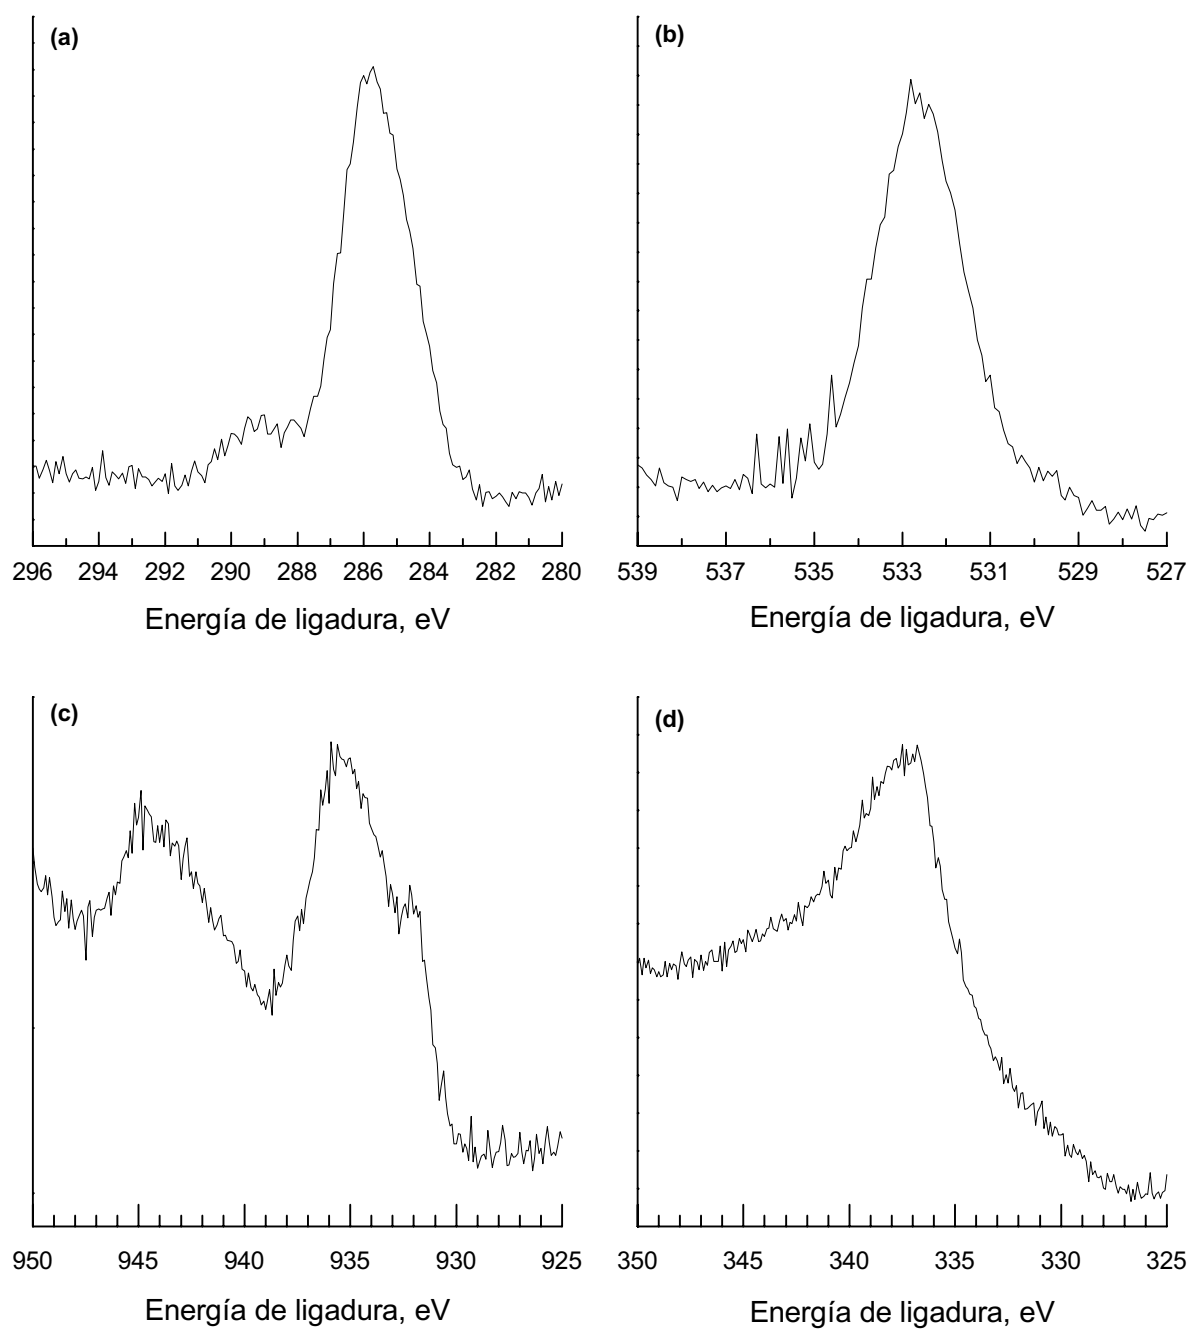 (a)
296 294 292 290 288 286 284 282 280
Energía de ligadura, eV
(b)
539 537 535 533 531 529 527
Energía de ligadura, eV
(c)
950 945 940 935 930 925
Energía de ligadura, eV
(d)
350 345 340 335 330 325
Energía de ligadura, eV